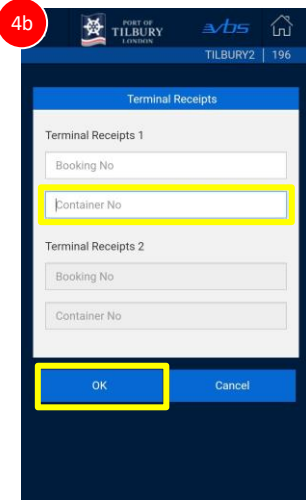 4b
PORT OF
TILBURY
LONDON
vbs
TILBURY2 | 196
Terminal Receipts
Terminal Receipts 1
Booking No
Container No
Terminal Receipts 2
Booking No
Container No
OK Cancel